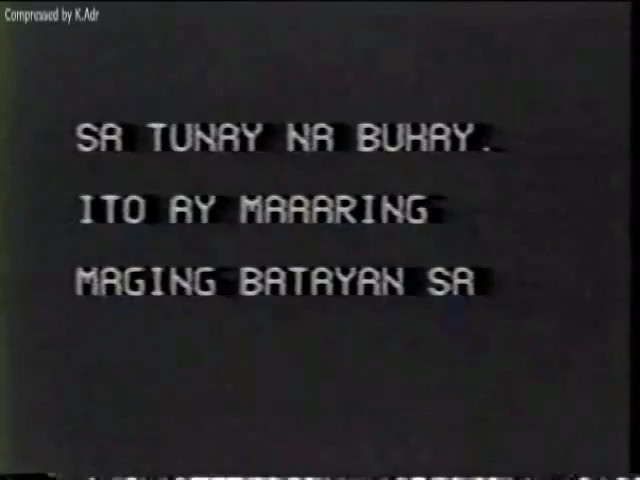 Compressed by K.Adr
SA TUNAY NA BUHAY.
ITO AY MAAARING
MAGING BATAYAN SA